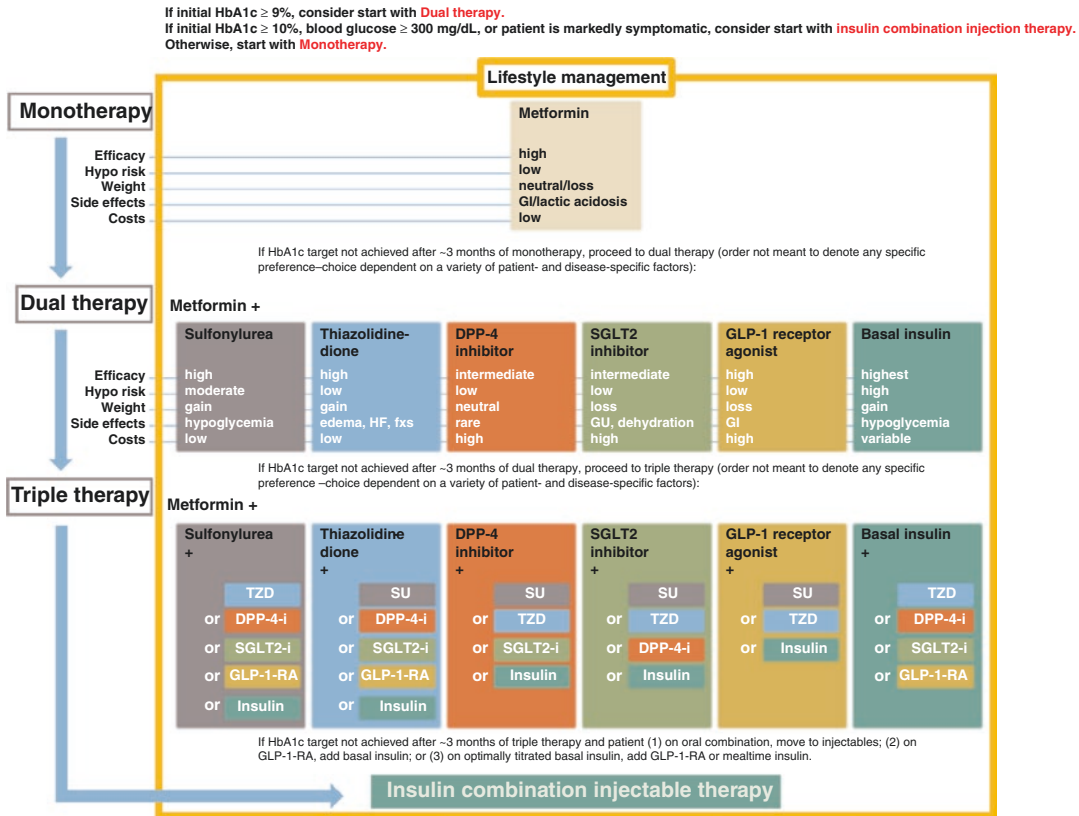 If initial HbA1c ≥ 9%, consider start with Dual therapy.
If initial HbA1c ≥ 10%, blood glucose ≥ 300 mg/dL, or patient is markedly symptomatic, consider start with insulin combination injection therapy.
Otherwise, start with Monotherapy.
Lifestyle management
Monotherapy
Metformin
Efficacy high
Hypo risk low
Weight neutral/loss
Side effects GI/lactic acidosis
Costs low
If HbA1c target not achieved after ~3 months of monotherapy, proceed to dual therapy (order not meant to denote any specific
preference–choice dependent on a variety of patient- and disease-specific factors):
Dual therapy
Metformin +
Sulfonylurea Thiazolidine- DPP-4 SGLT2 GLP-1 receptor Basal insulin
dione inhibitor inhibitor agonist
Efficacy high high intermediate intermediate high highest
Hypo risk moderate low low low low high
Weight gain gain neutral loss loss gain
Side effects hypoglycemia edema, HF, fxs rare GU, dehydration GI hypoglycemia
Costs low low high high high variable
If HbA1c target not achieved after ~3 months of dual therapy, proceed to triple therapy (order not meant to denote any specific
preference –choice dependent on a variety of patient- and disease-specific factors):
Triple therapy
Metformin +
Sulfonylurea Thiazolidine- DPP-4 SGLT2 GLP-1 receptor Basal insulin
+ dione inhibitor inhibitor agonist +
+ + + +
TZD SU SU SU SU TZD
or DPP-4-i or DPP-4-i or TZD or TZD or TZD or DPP-4-i
or SGLT2-i or SGLT2-i or SGLT2-i or DPP-4-i or Insulin or SGLT2-i
or GLP-1-RA or GLP-1-RA or Insulin or Insulin or GLP-1-RA
or Insulin or Insulin
If HbA1c target not achieved after ~3 months of triple therapy and patient (1) on oral combination, move to injectables; (2) on
GLP-1-RA, add basal insulin; or (3) on optimally titrated basal insulin, add GLP-1-RA or mealtime insulin.
Insulin combination injectable therapy